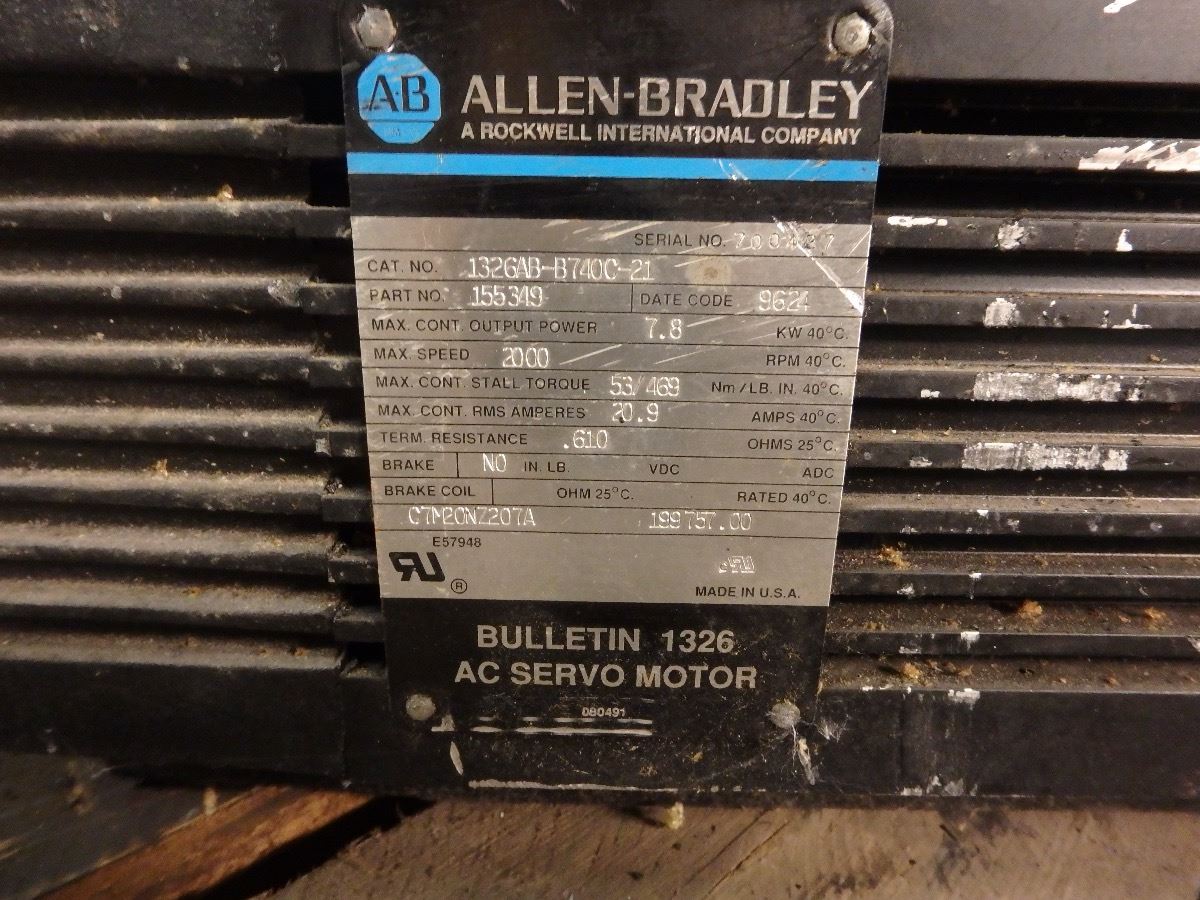 AB
ALLEN-BRADLEY
A ROCKWELL INTERNATIONAL COMPANY
SERIAL NO.
CAT. NO. 1326AB-B740C-21
PART NO. 155349 DATE CODE 9624
MAX. CONT. OUTPUT POWER 7.8 KW 40°C.
MAX. SPEED 2000 RPM 40°C.
MAX. CONT. STALL TORQUE 53/469 Nm/LB. IN. 40°C.
MAX. CONT. RMS AMPERES 20.9 AMPS 40°C.
TERM. RESISTANCE .610 OHMS 25°C.
BRAKE NO IN. LB. VDC ADC
BRAKE COIL OHM 25°C. RATED 40°C.
C7M20NZ207A 199757.00
E57948
®
MADE IN U.S.A.
BULLETIN 1326
AC SERVO MOTOR
080491